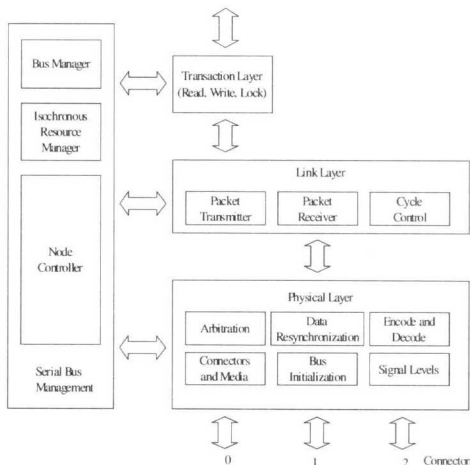 Bus Manager
Isochronous
Resource
Manager
Node
Controller
Serial Bus
Management
Transaction Layer
(Read, Write, Lock)
Link Layer
Packet
Transmitter
Packet
Receiver
Cycle
Control
Physical Layer
Arbitration
Data
Resynchronization
Encode and
Decode
Connectors
and Media
Bus
Initialization
Signal Levels
0
1
2
Connector